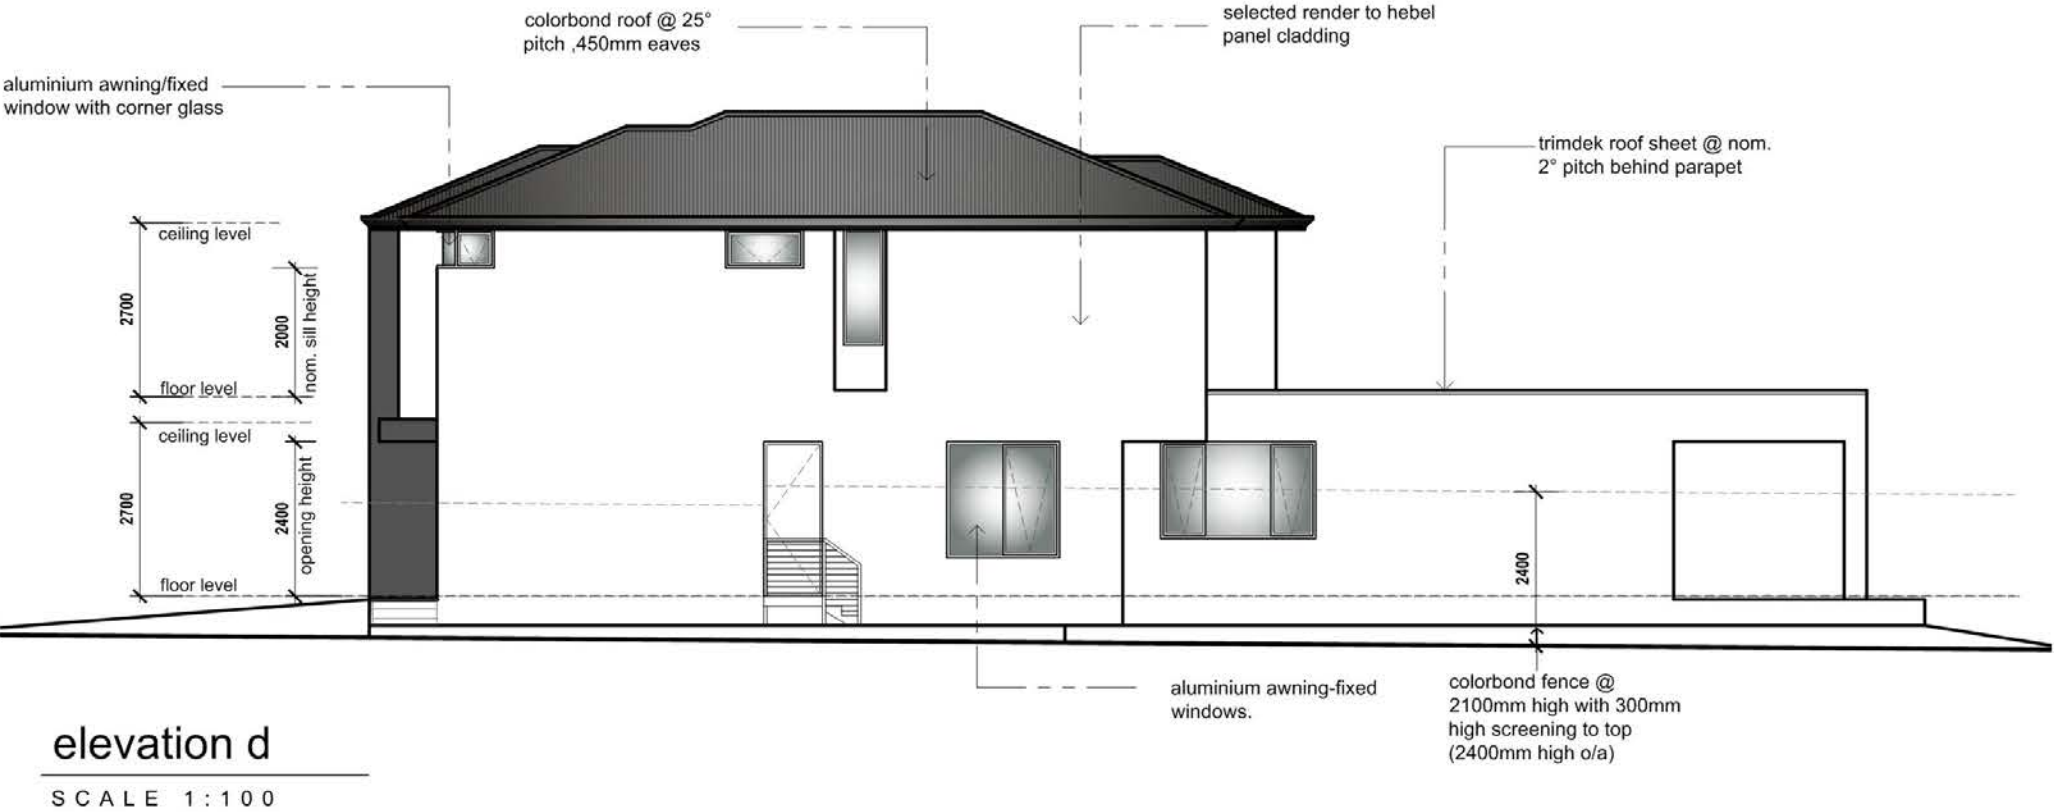 colorbond roof @ 25°
pitch ,450mm eaves
selected render to hebel
panel cladding
aluminium awning/fixed
window with corner glass
trimdek roof sheet @ nom.
2° pitch behind parapet
ceiling level
2700
2000
nom. sill height
floor level
ceiling level
2700
2400
opening height
floor level
2400
aluminium awning-fixed
windows.
colorbond fence @
2100mm high with 300mm
high screening to top
(2400mm high o/a)
elevation d
SCALE 1:100